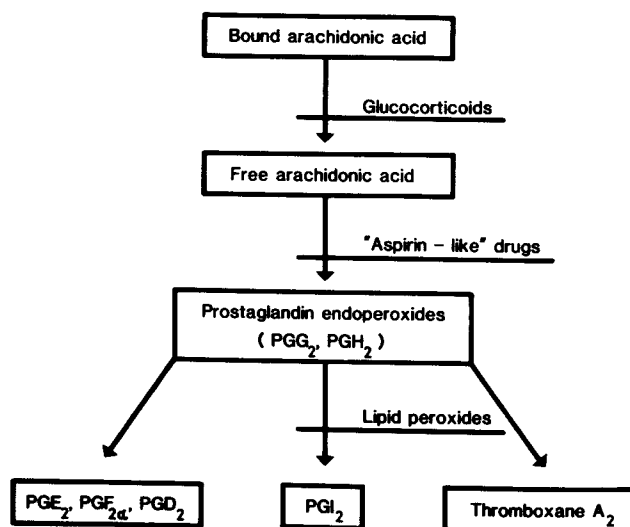 Bound arachidonic acid
Glucocorticoids
Free arachidonic acid
"Aspirin – like" drugs
Prostaglandin endoperoxides
( PGG₂, PGH₂ )
Lipid peroxides
PGE₂, PGF₂α, PGD₂
PGI₂
Thromboxane A₂